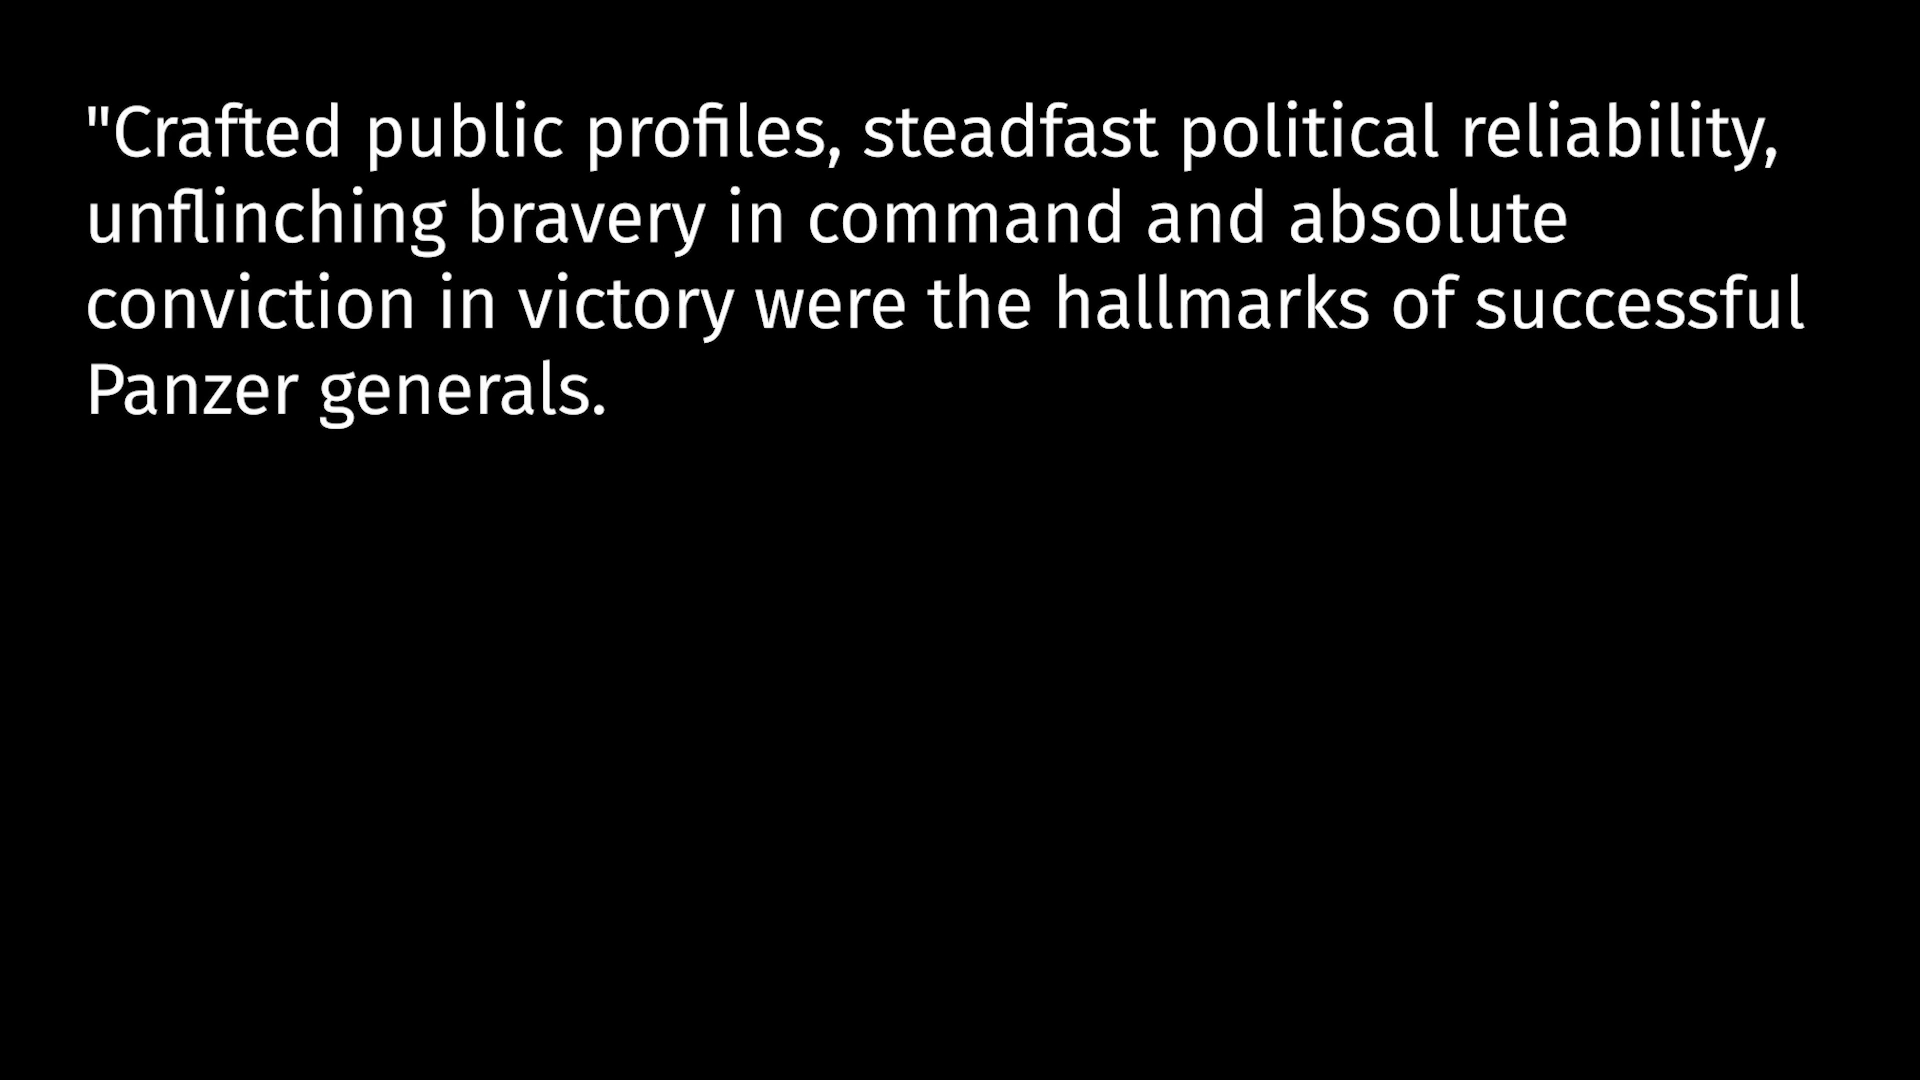 "Crafted public profiles, steadfast political reliability,
unflinching bravery in command and absolute
conviction in victory were the hallmarks of successful
Panzer generals.